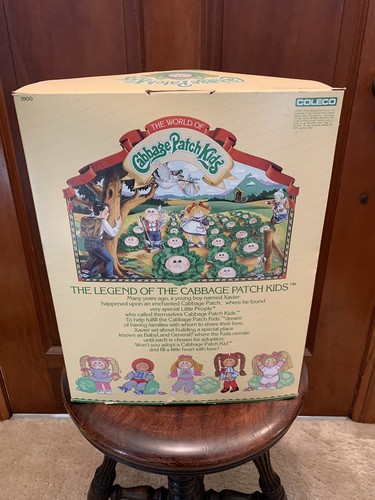 3900
COLECO
THE WORLD OF
Cabbage Patch Kids
THE LEGEND OF THE CABBAGE PATCH KIDS™
Many years ago, a young boy named Xavier
happened upon an enchanted Cabbage Patch, where he found
very special Little People®
who called themselves Cabbage Patch Kids.™
To help fulfill the Cabbage Patch Kids™ dream
of having families with whom to share their love,
Xavier set about building a special place
known as BabyLand General® where the Kids remain
until each is chosen for adoption.
Won't you adopt a Cabbage Patch Kid™
and fill a little heart with love?